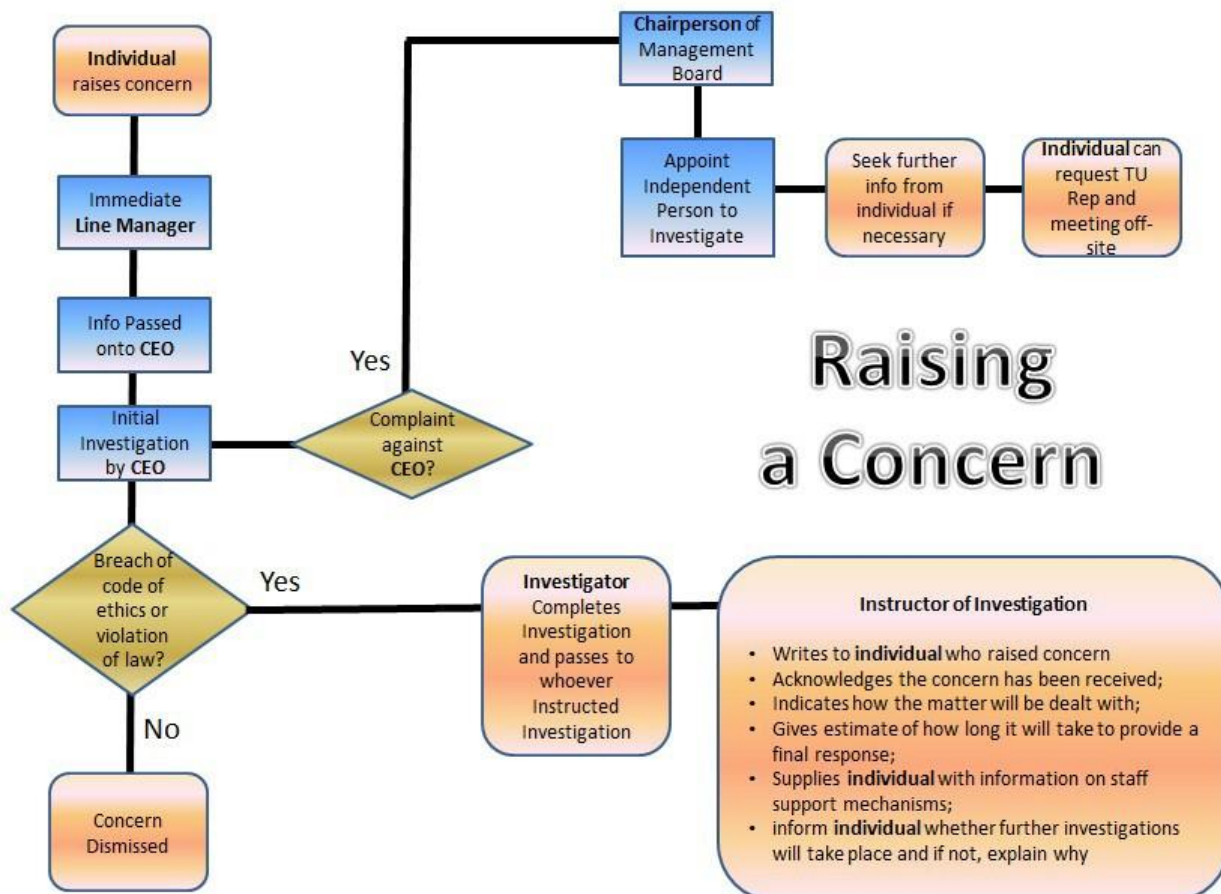 Individual
raises concern
Immediate
Line Manager
Info Passed
onto CEO
Initial
Investigation
by CEO
Complaint
against
CEO?
Yes
Chairperson of
Management
Board
Appoint
Independent
Person to
Investigate
Seek further
info from
individual if
necessary
Individual can
request TU
Rep and
meeting off-
site
Raising
a Concern
Breach of
code of
ethics or
violation
of law?
Yes
No
Concern
Dismissed
Investigator
Completes
Investigation
and passes to
whoever
Instructed
Investigation
Instructor of Investigation
• Writes to individual who raised concern
• Acknowledges the concern has been received;
• Indicates how the matter will be dealt with;
• Gives estimate of how long it will take to provide a
final response;
• Supplies individual with information on staff
support mechanisms;
• inform individual whether further investigations
will take place and if not, explain why